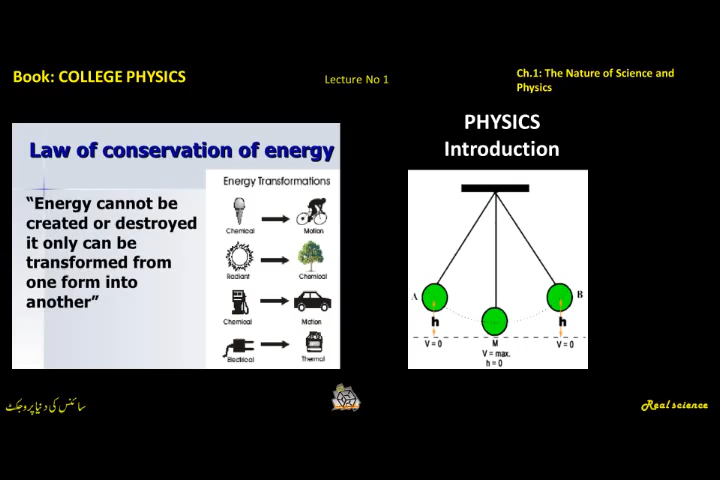 Book: COLLEGE PHYSICS
Lecture No 1
Ch.1: The Nature of Science and
Physics
PHYSICS
Introduction
Law of conservation of energy
“Energy cannot be
created or destroyed
it only can be
transformed from
one form into
another”
Energy Transformations
Chemical Motion
Radiant Chemical
Chemical Motion
Electrical Thermal
A B
h h
V = 0 M V = 0
V = max.
h = 0
سائنس کی دنیا پروجکٹ
Real science